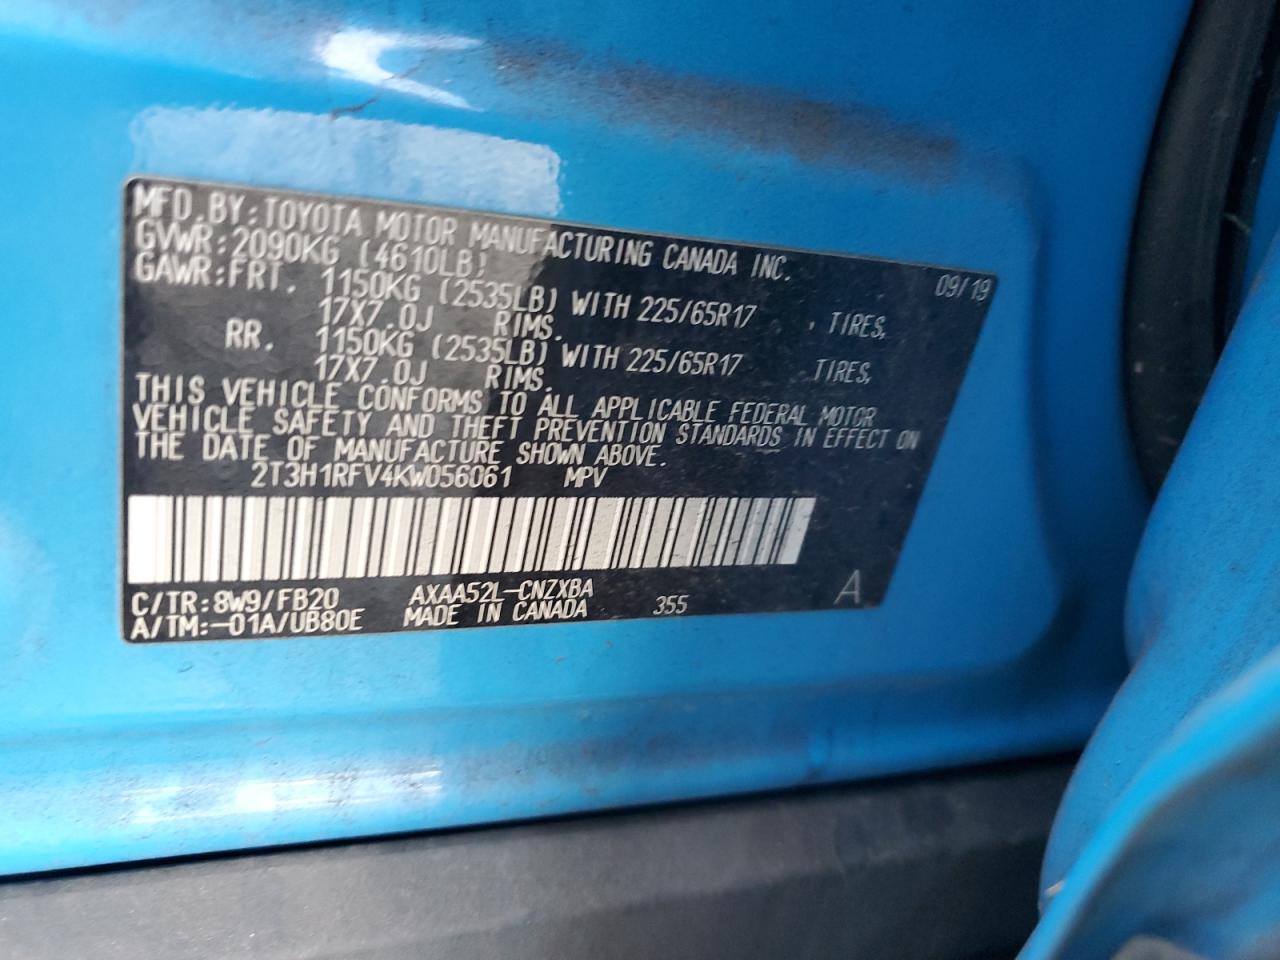 MFD.BY:TOYOTA MOTOR MANUFACTURING CANADA INC.
GVWR:2090KG (4610LB) 09/19
GAWR:FRT. 1150KG (2535LB) WITH 225/65R17 , TIRES,
17X7.0J RIMS.
RR. 1150KG (2535LB) WITH 225/65R17 TIRES,
17X7.0J RIMS.
THIS VEHICLE CONFORMS TO ALL APPLICABLE FEDERAL MOTOR
VEHICLE SAFETY AND THEFT PREVENTION STANDARDS IN EFFECT ON
THE DATE OF MANUFACTURE SHOWN ABOVE.
2T3H1RFV4KW056061 MPV
C/TR:8W9/FB20 AXAA52L-CNZXBA 355 A
A/TM:-01A/UB80E MADE IN CANADA